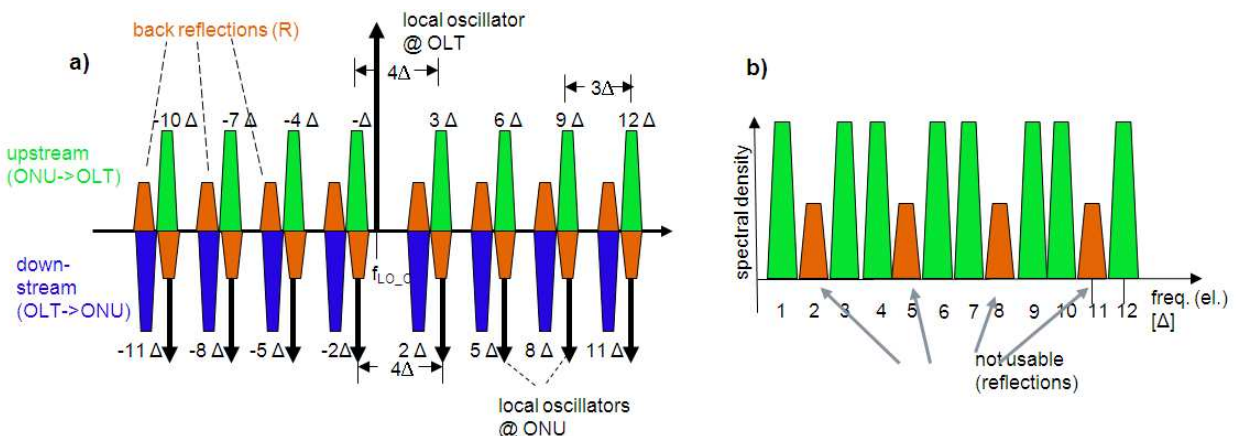 a)
back reflections (R)
local oscillator
@ OLT
4Δ
3Δ
-10 Δ
-7 Δ
-4 Δ
-Δ
3 Δ
6 Δ
9 Δ
12 Δ
upstream
(ONU->OLT)
down-
stream
(OLT->ONU)
-11 Δ
-8 Δ
-5 Δ
-2Δ
2 Δ
5 Δ
8 Δ
11 Δ
4Δ
local oscillators
@ ONU
b)
spectral density
1
2
3
4
5
6
7
8
9
10
11
12
freq. (el.)
[Δ]
not usable
(reflections)